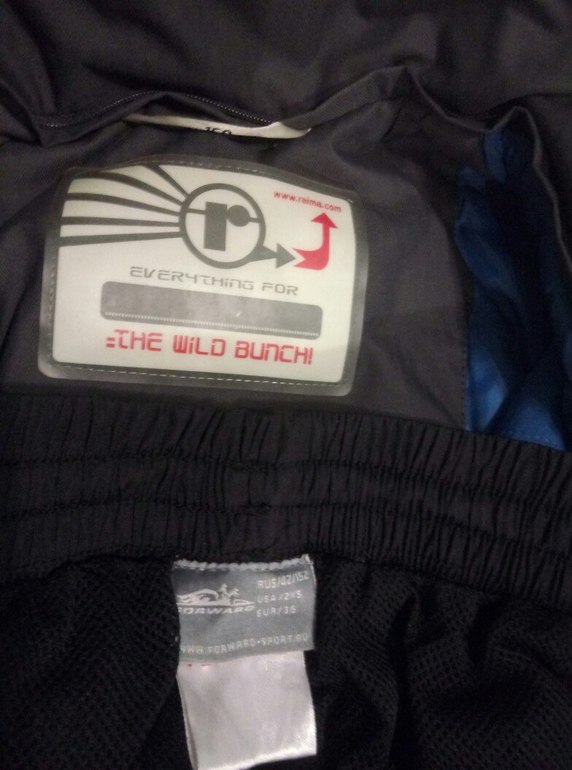 www.reima.com
r
EVERYTHING FOR
THE WILD BUNCH!
FORWARD
RUS/42/152
USA/2XS
EUR/36
WWW.FORWARD-SPORT.RU